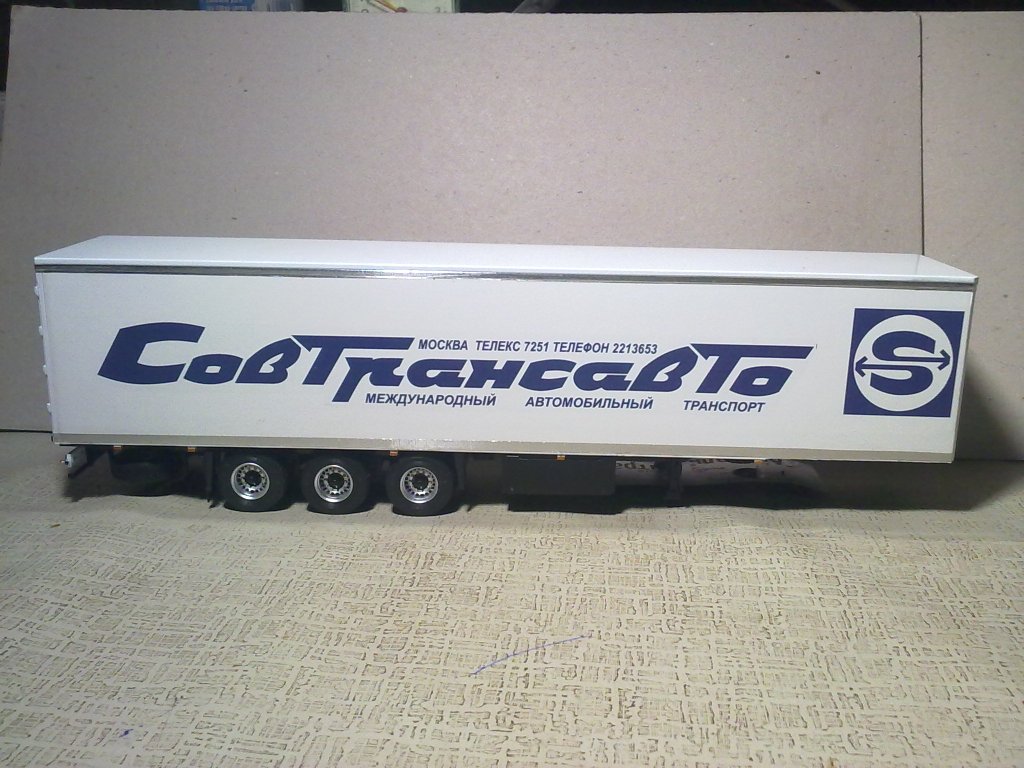 СовТрансавТо
МОСКВА ТЕЛЕКС 7251 ТЕЛЕФОН 2213653
МЕЖДУНАРОДНЫЙ АВТОМОБИЛЬНЫЙ ТРАНСПОРТ
S